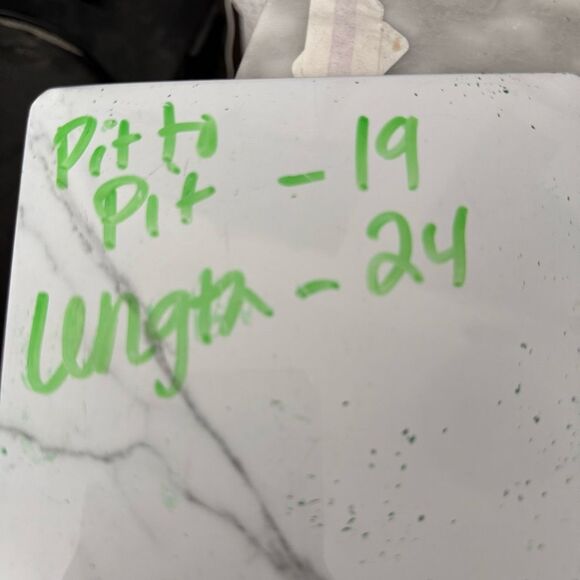 Pit to
Pit - 19
Length - 24